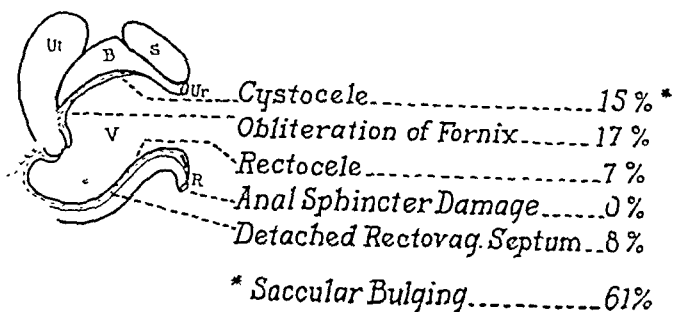 Ut
B
S
Ur
Cystocele 15%*
Obliteration of Fornix 17%
V
Rectocele 7%
R
Anal Sphincter Damage 0%
Detached Rectovag. Septum 8%
* Saccular Bulging 61%